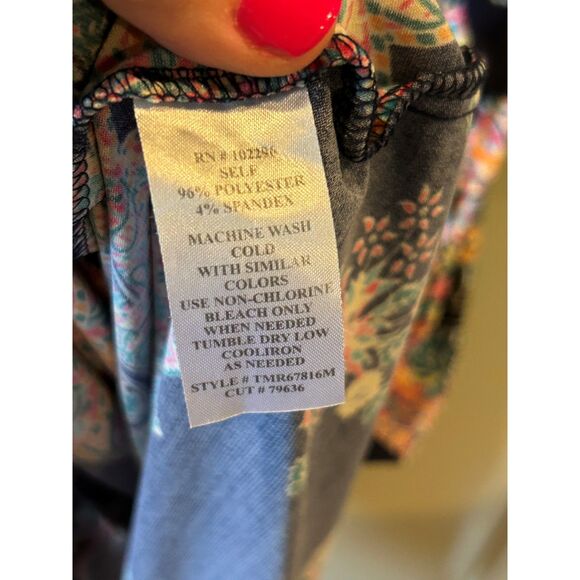 RN # 102296
SELF
96% POLYESTER
4% SPANDEX
MACHINE WASH
COLD
WITH SIMILAR
COLORS
USE NON-CHLORINE
BLEACH ONLY
WHEN NEEDED
TUMBLE DRY LOW
COOLIRON
AS NEEDED
STYLE # TMR67816M
CUT # 79636